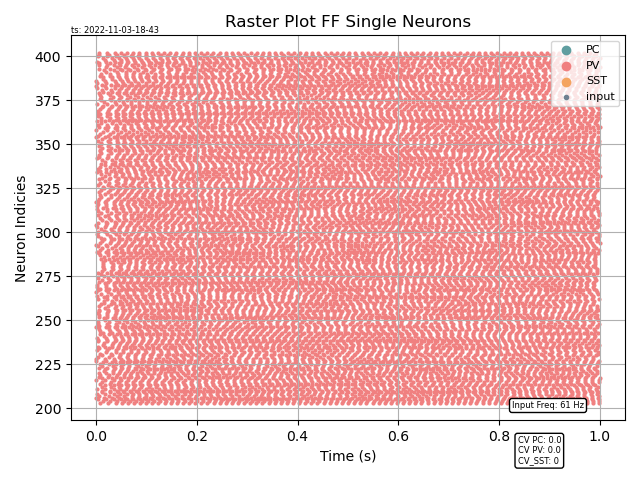 Raster Plot FF Single Neurons
ts: 2022-11-03-18-43
PC
PV
SST
input
400
375
350
325
300
275
250
225
200
Neuron Indicies
Input Freq: 61 Hz
0.0 0.2 0.4 0.6 0.8 1.0
Time (s)
CV PC: 0.0
CV PV: 0.0
CV_SST: 0